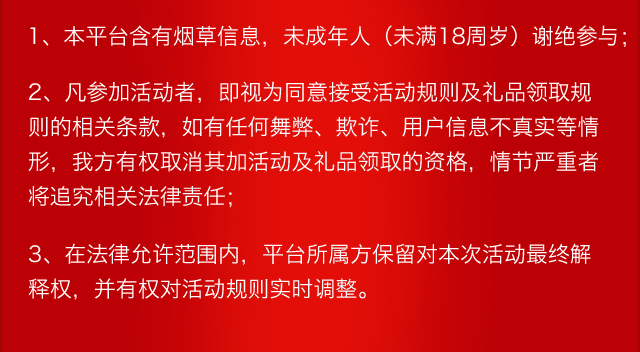 1、本平台含有烟草信息，未成年人（未满18周岁）谢绝参与；
2、凡参加活动者，即视为同意接受活动规则及礼品领取规
则的相关条款，如有任何舞弊、欺诈、用户信息不真实等情
形，我方有权取消其加活动及礼品领取的资格，情节严重者
将追究相关法律责任；
3、在法律允许范围内，平台所属方保留对本次活动最终解
释权，并有权对活动规则实时调整。